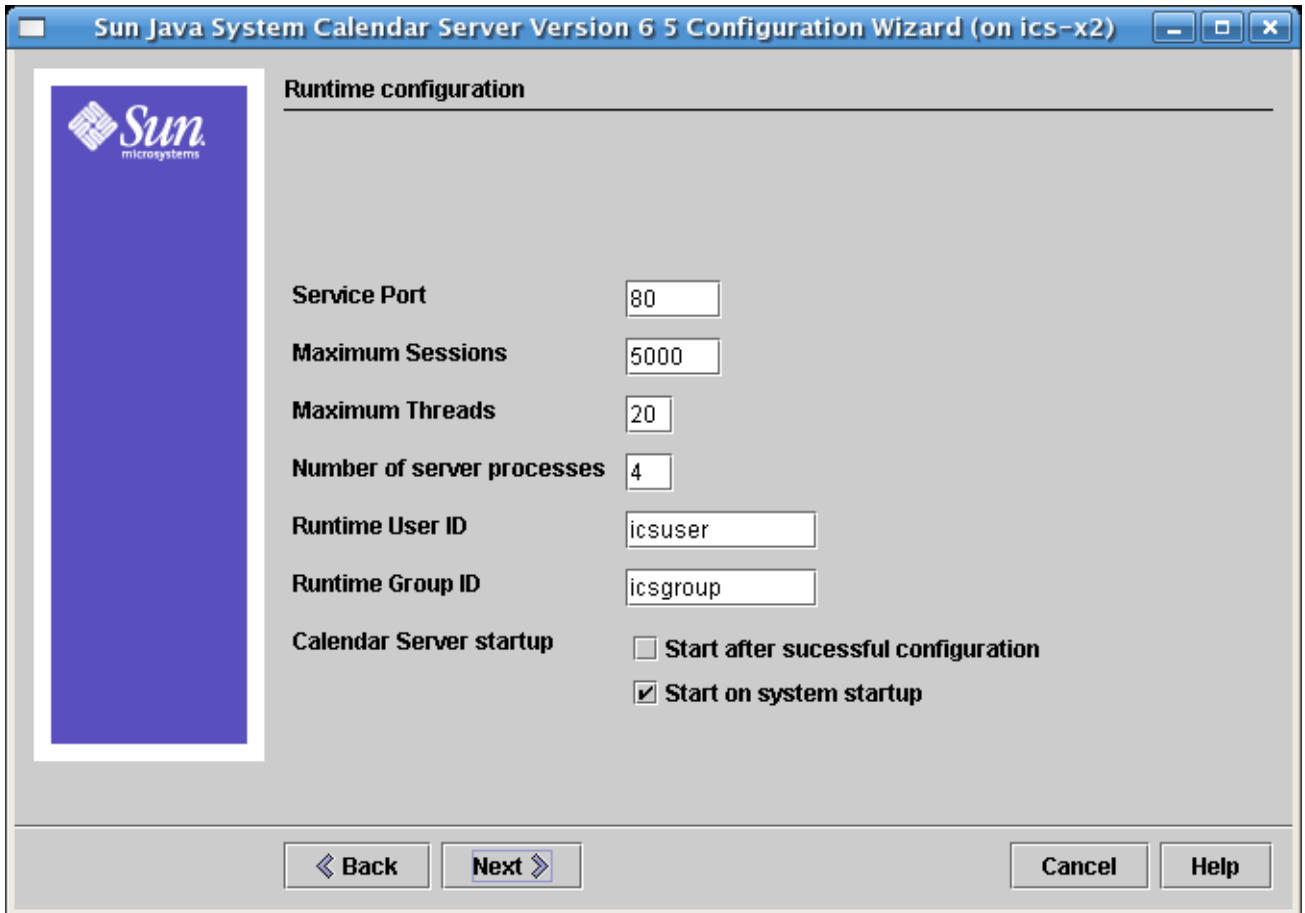 Sun Java System Calendar Server Version 6 5 Configuration Wizard (on ics-x2)
Sun
microsystems
Runtime configuration
Service Port 80
Maximum Sessions 5000
Maximum Threads 20
Number of server processes 4
Runtime User ID icsuser
Runtime Group ID icsgroup
Calendar Server startup Start after sucessful configuration
Start on system startup
Back Next Cancel Help